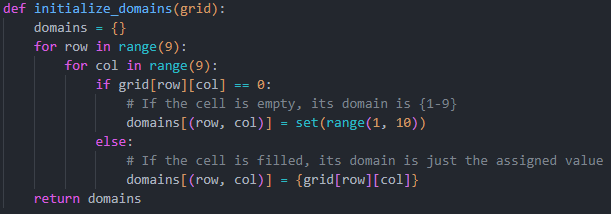 def initialize_domains(grid):
    domains = {}
    for row in range(9):
        for col in range(9):
            if grid[row][col] == 0:
                # If the cell is empty, its domain is {1-9}
                domains[(row, col)] = set(range(1, 10))
            else:
                # If the cell is filled, its domain is just the assigned value
                domains[(row, col)] = {grid[row][col]}
    return domains